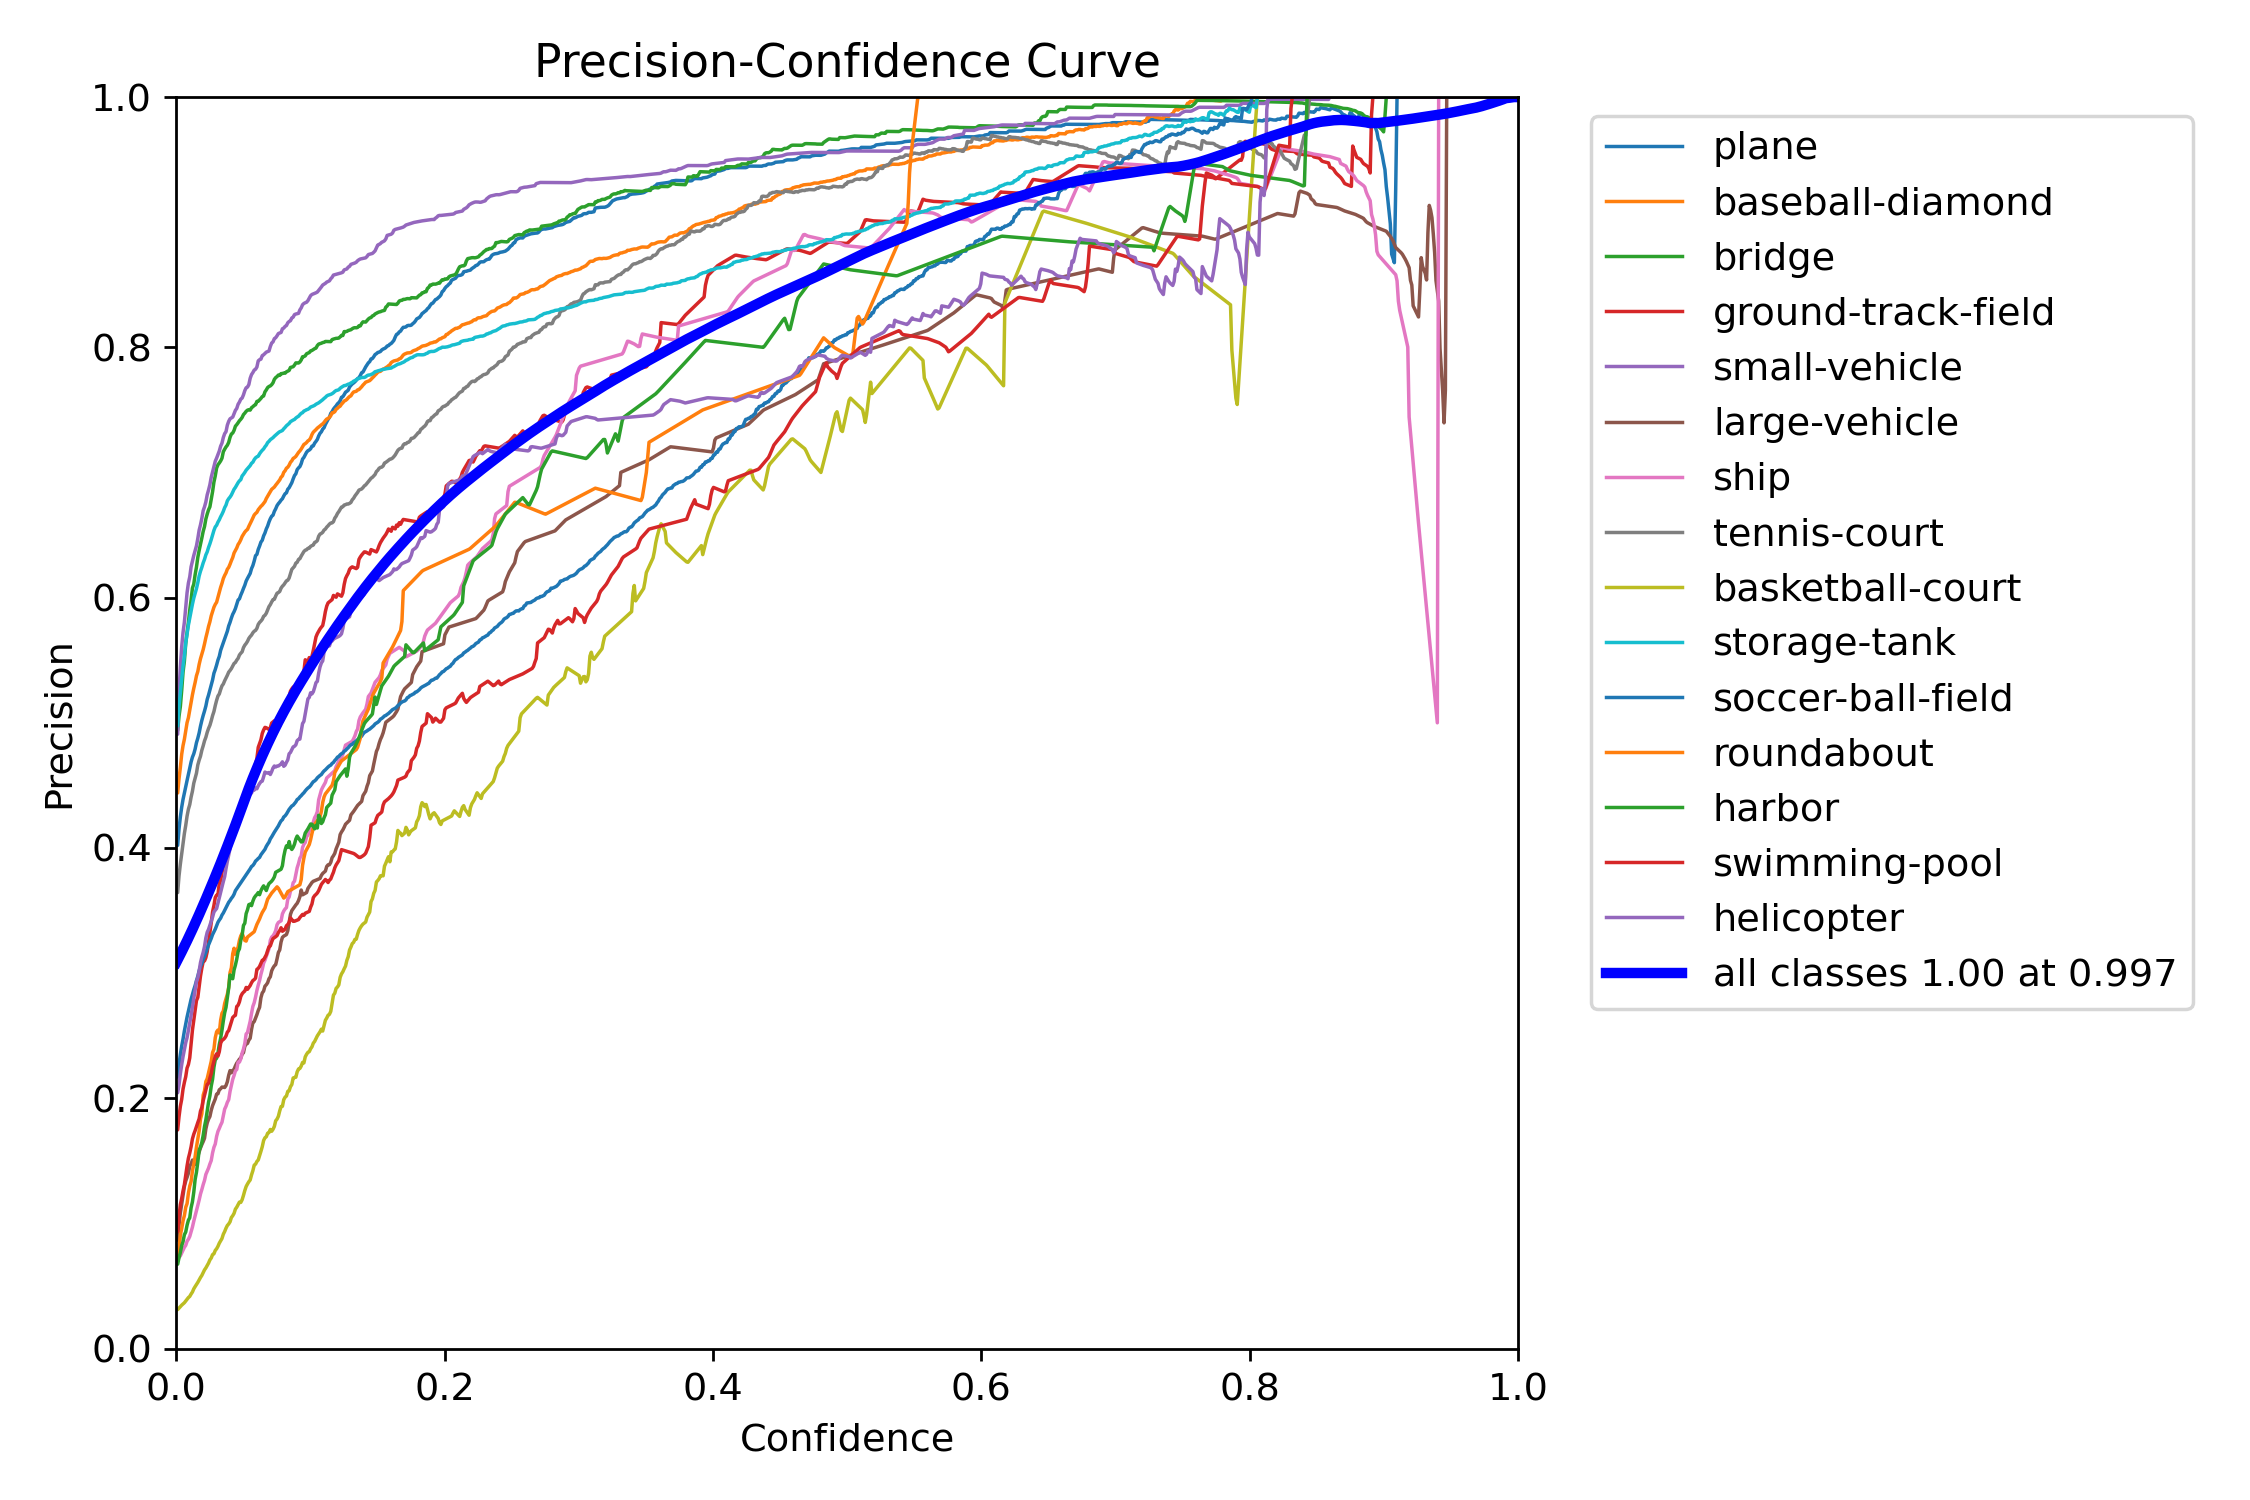 Precision-Confidence Curve
1.0
0.8
0.6
0.4
0.2
0.0
Precision
0.0 0.2 0.4 0.6 0.8 1.0
Confidence
plane
baseball-diamond
bridge
ground-track-field
small-vehicle
large-vehicle
ship
tennis-court
basketball-court
storage-tank
soccer-ball-field
roundabout
harbor
swimming-pool
helicopter
all classes 1.00 at 0.997